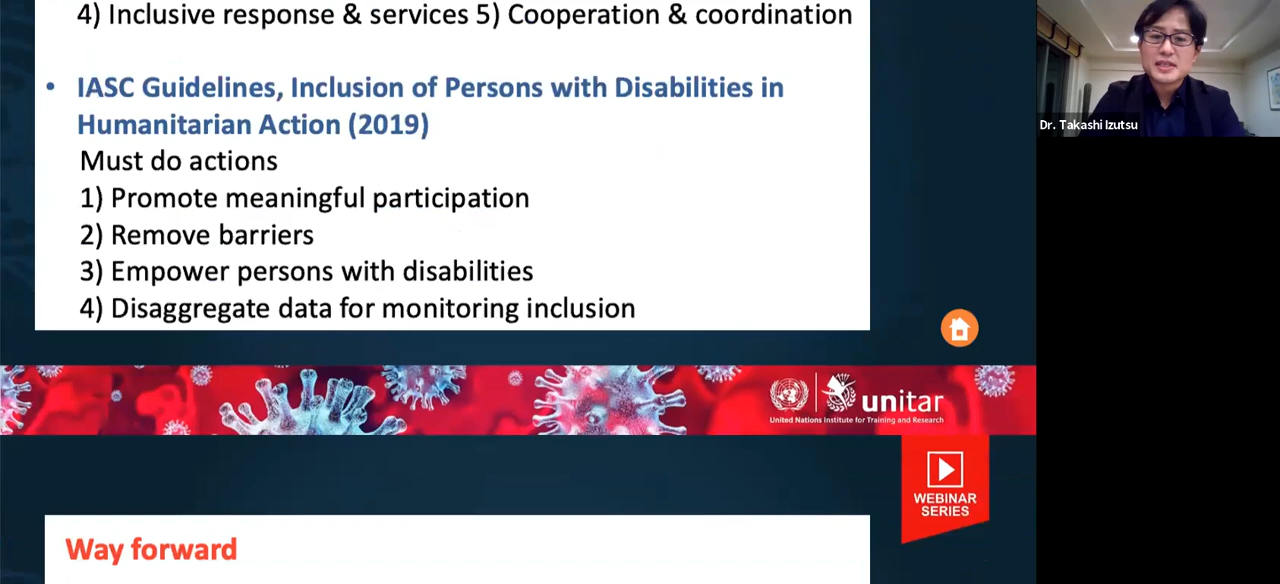 4) Inclusive response & services 5) Cooperation & coordination
• IASC Guidelines, Inclusion of Persons with Disabilities in
Humanitarian Action (2019)
Must do actions
1) Promote meaningful participation
2) Remove barriers
3) Empower persons with disabilities
4) Disaggregate data for monitoring inclusion
Dr. Takashi Izutsu
unitar
United Nations Institute for Training and Research
WEBINAR
SERIES
Way forward